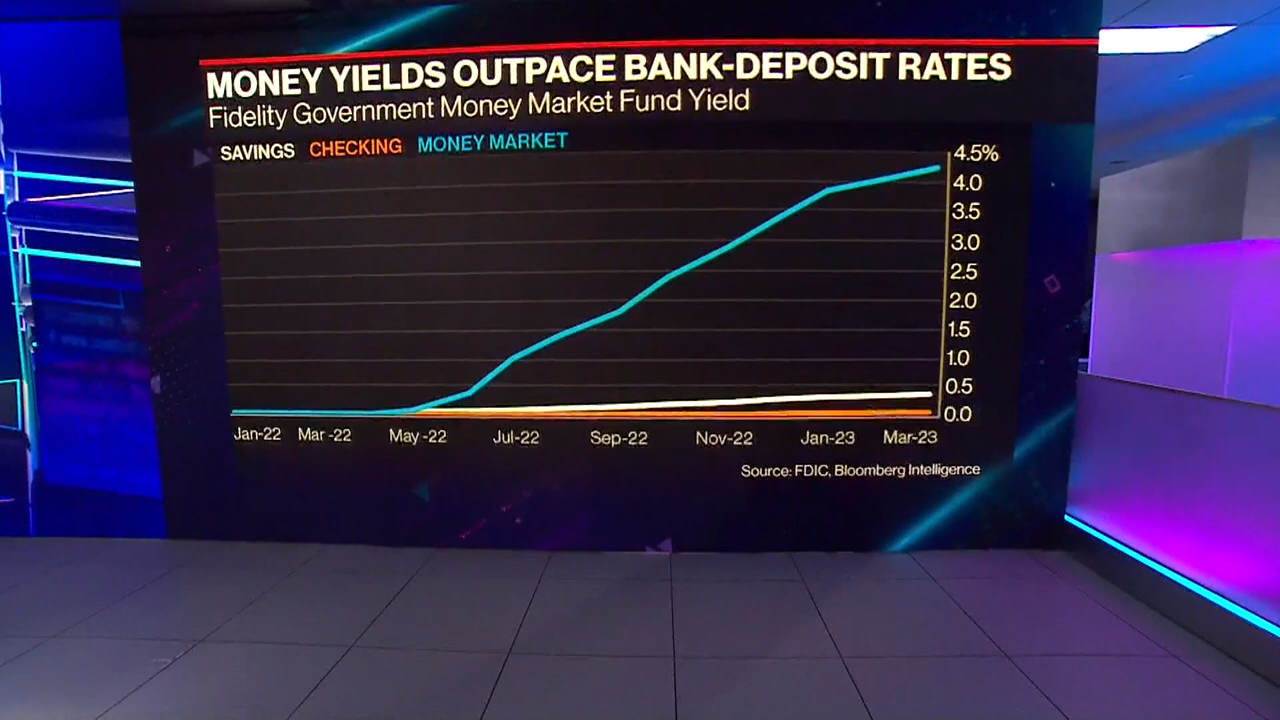 MONEY YIELDS OUTPACE BANK-DEPOSIT RATES
Fidelity Government Money Market Fund Yield
SAVINGS CHECKING MONEY MARKET
4.5%
4.0
3.5
3.0
2.5
2.0
1.5
1.0
0.5
0.0
Jan-22 Mar-22 May-22 Jul-22 Sep-22 Nov-22 Jan-23 Mar-23
Source: FDIC, Bloomberg Intelligence